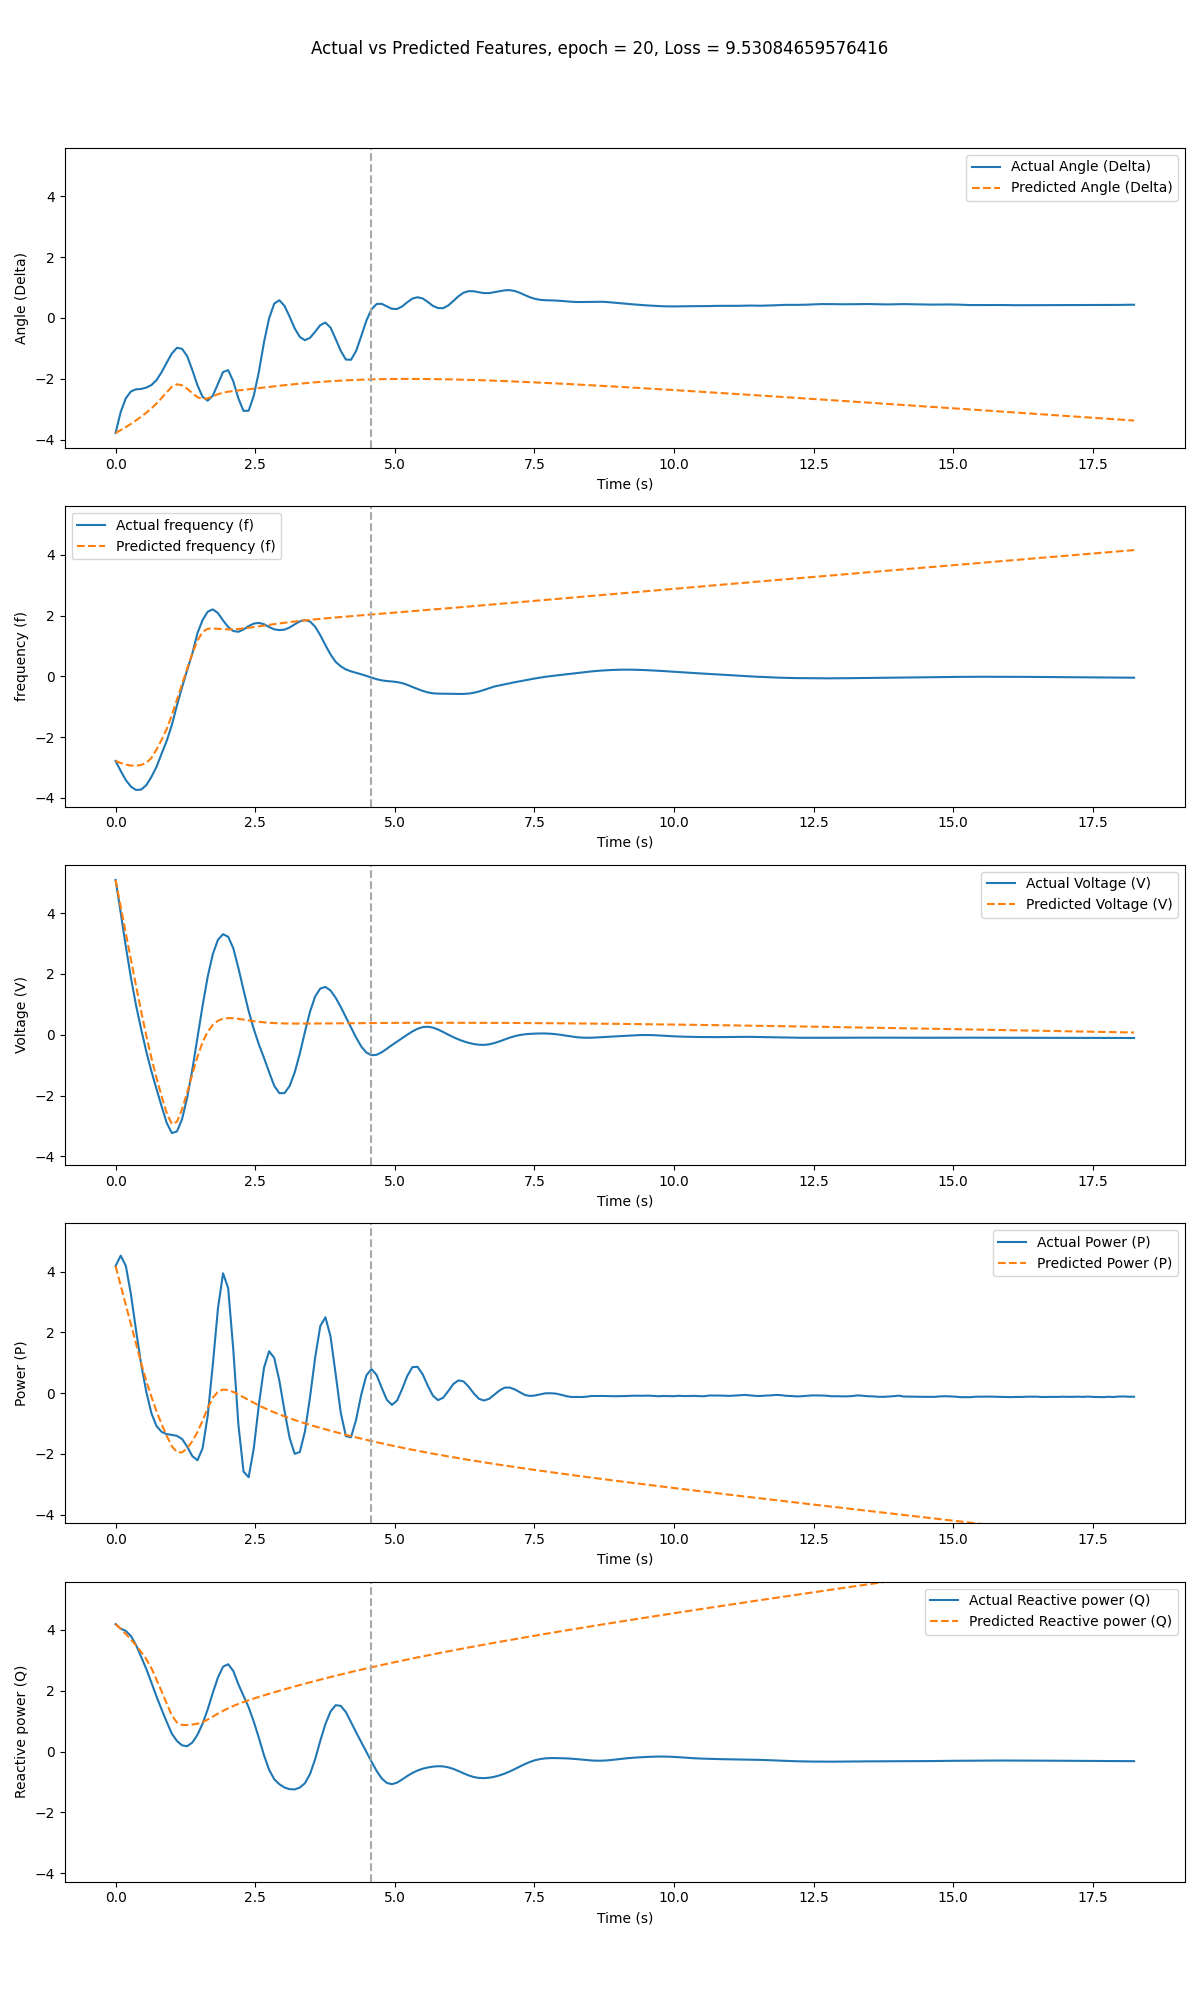 Actual vs Predicted Features, epoch = 20, Loss = 9.53084659576416
Angle (Delta)
4
2
0
−2
−4
Actual Angle (Delta)
Predicted Angle (Delta)
0.0 2.5 5.0 7.5 10.0 12.5 15.0 17.5
Time (s)
frequency (f)
4
2
0
−2
−4
Actual frequency (f)
Predicted frequency (f)
0.0 2.5 5.0 7.5 10.0 12.5 15.0 17.5
Time (s)
Voltage (V)
4
2
0
−2
−4
Actual Voltage (V)
Predicted Voltage (V)
0.0 2.5 5.0 7.5 10.0 12.5 15.0 17.5
Time (s)
Power (P)
4
2
0
−2
−4
Actual Power (P)
Predicted Power (P)
0.0 2.5 5.0 7.5 10.0 12.5 15.0 17.5
Time (s)
Reactive power (Q)
4
2
0
−2
−4
Actual Reactive power (Q)
Predicted Reactive power (Q)
0.0 2.5 5.0 7.5 10.0 12.5 15.0 17.5
Time (s)